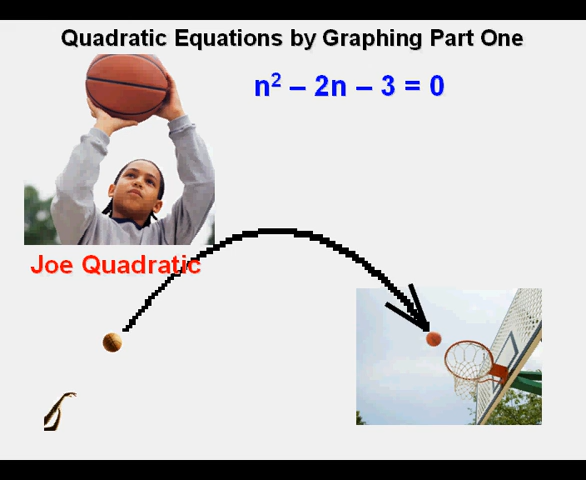 Quadratic Equations by Graphing Part One
n² – 2n – 3 = 0
Joe Quadratic